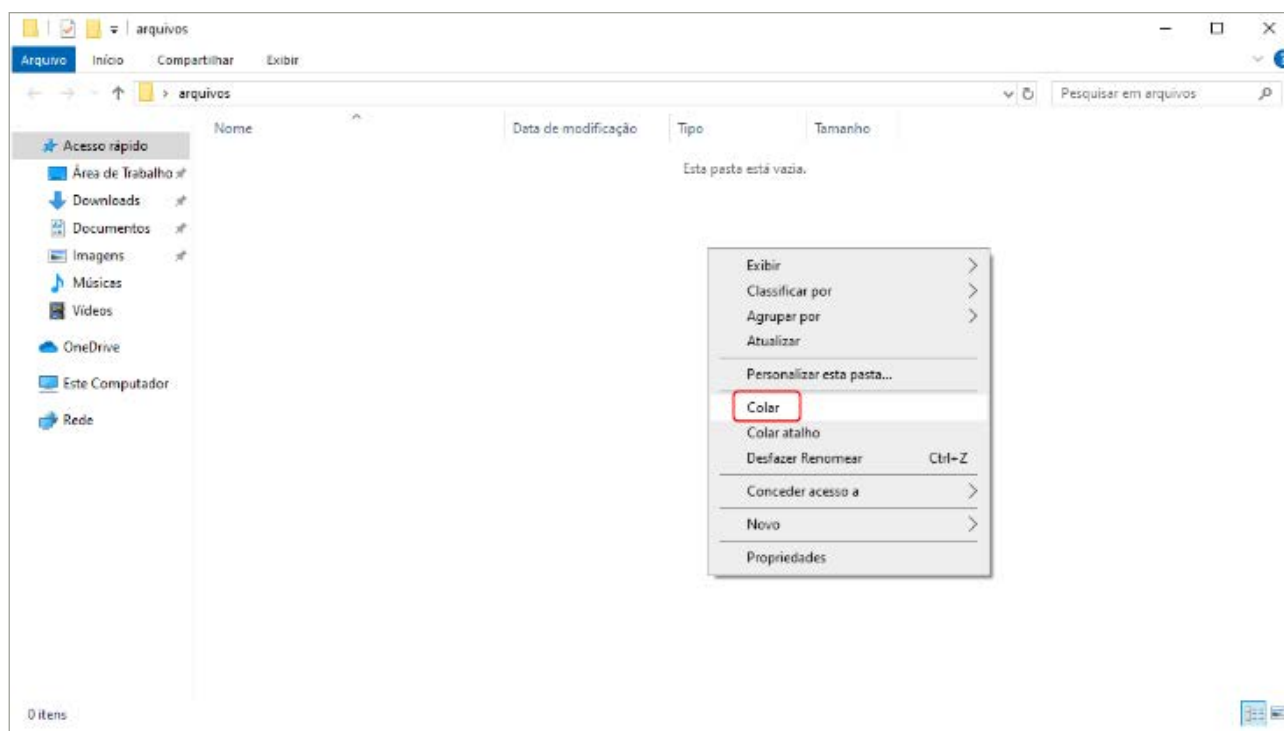 arquivos
Arquivo Início Compartilhar Exibir
arquivos
Pesquisar em arquivos
Nome Data de modificação Tipo Tamanho
Esta pasta está vazia.
Acesso rápido
Área de Trabalho
Downloads
Documentos
Imagens
Músicas
Vídeos
OneDrive
Este Computador
Rede
Exibir
Classificar por
Agrupar por
Atualizar
Personalizar esta pasta...
Colar
Colar atalho
Desfazer Renomear Ctrl+Z
Conceder acesso a
Novo
Propriedades
0 itens